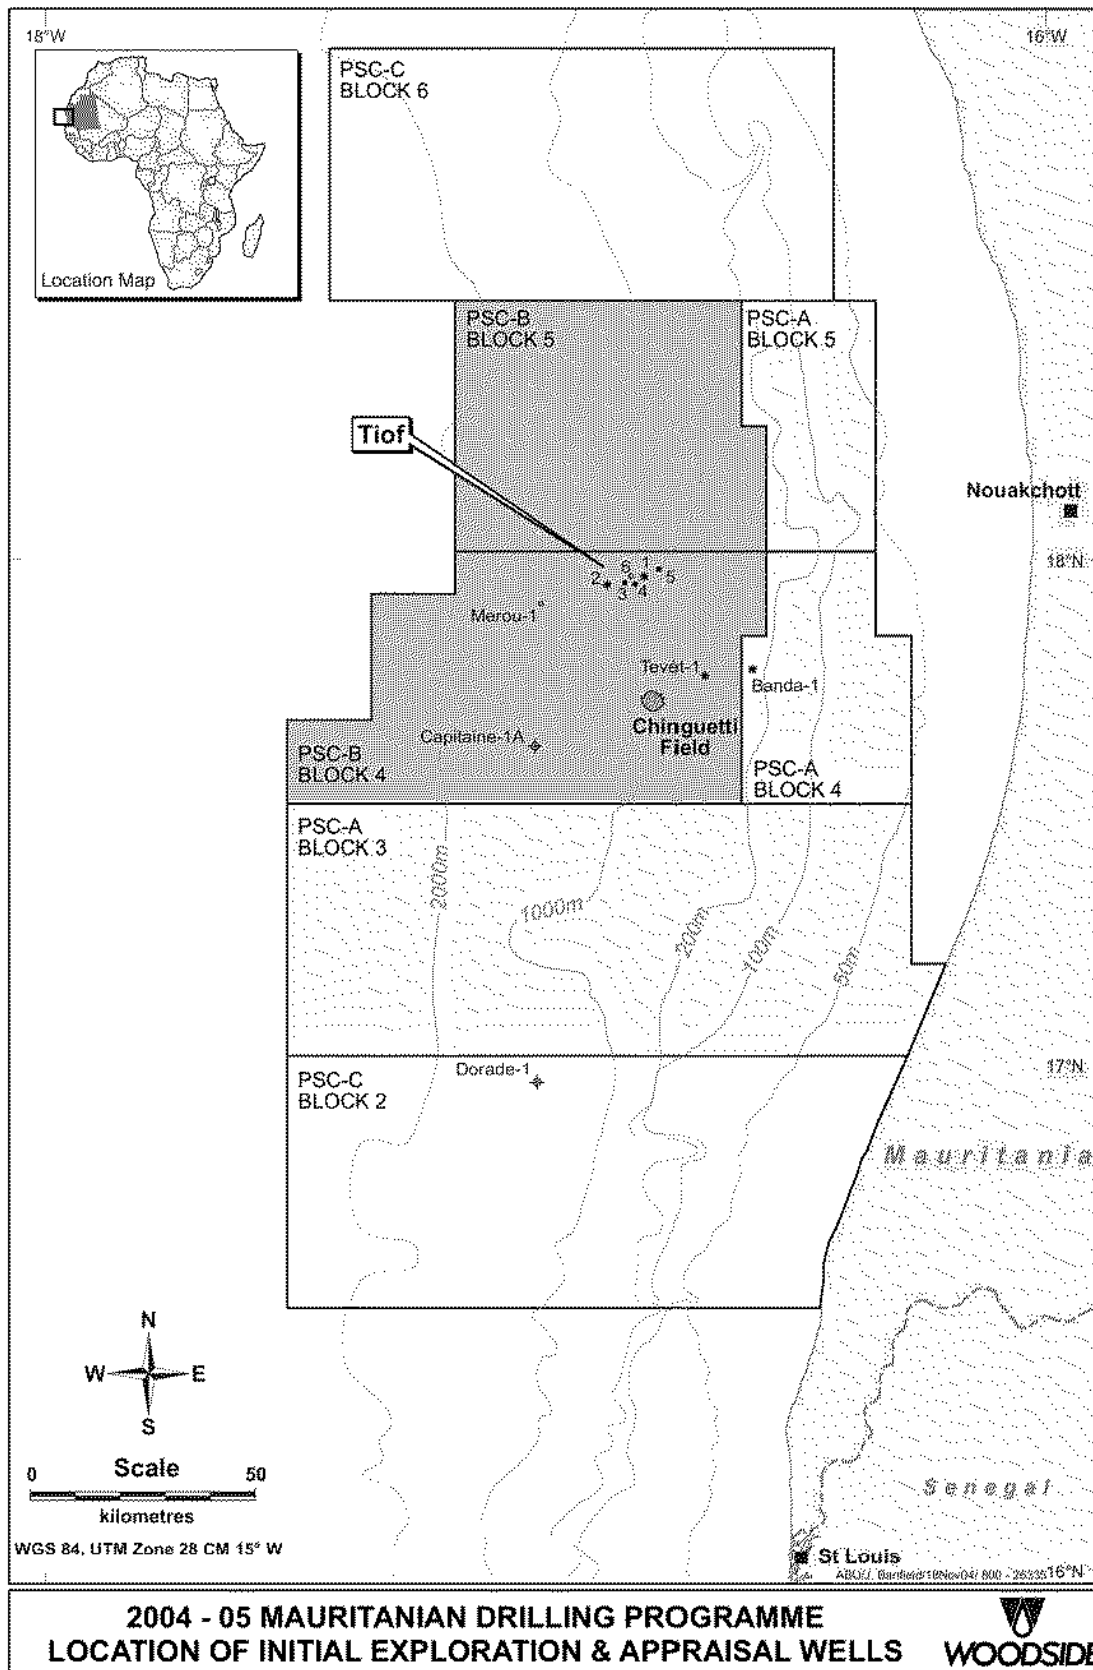 18°W
16°W
PSC-C
BLOCK 6
Location Map
PSC-B
BLOCK 5
PSC-A
BLOCK 5
Tiof
Nouakchott
18°N
1
6
5
2
3
4
Merou-1
Tevet-1
Banda-1
Chinguetti
Field
Capitaine-1A
PSC-B
BLOCK 4
PSC-A
BLOCK 4
PSC-A
BLOCK 3
2000m
1000m
200m
100m
50m
17°N
Dorade-1
PSC-C
BLOCK 2
Mauritania
N
W E
S
Scale
0 50
kilometres
WGS 84, UTM Zone 28 CM 15° W
Senegal
St Louis
16°N
2004 - 05 MAURITANIAN DRILLING PROGRAMME
LOCATION OF INITIAL EXPLORATION & APPRAISAL WELLS
WOODSIDE